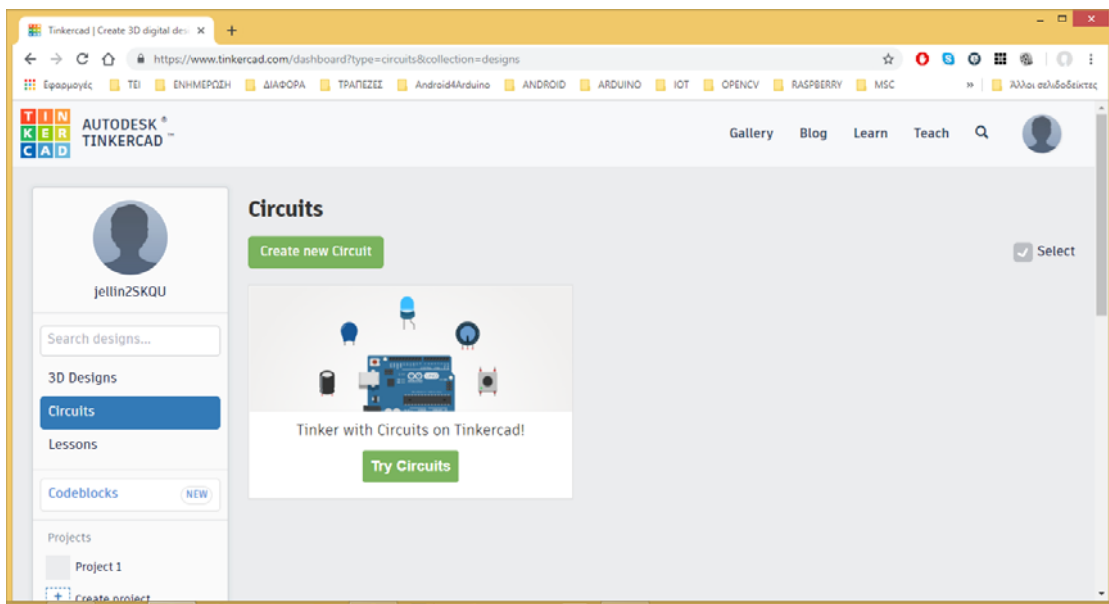 Tinkercad | Create 3D digital des
https://www.tinkercad.com/dashboard?type=circuits&collection=designs
Εφαρμογές ΤΕΙ ΕΝΗΜΕΡΩΣΗ ΔΙΑΦΟΡΑ ΤΡΑΠΕΖΕΣ Android4Arduino ANDROID ARDUINO IOT OPENCV RASPBERRY MSC » Άλλοι σελιδοδείκτες
TIN
KER
CAD
AUTODESK ®
TINKERCAD ™
Gallery Blog Learn Teach
jellin2SKQU
Search designs...
3D Designs
Circuits
Lessons
Codeblocks NEW
Projects
Project 1
+ Create project
Circuits
Create new Circuit
Select
Tinker with Circuits on Tinkercad!
Try Circuits